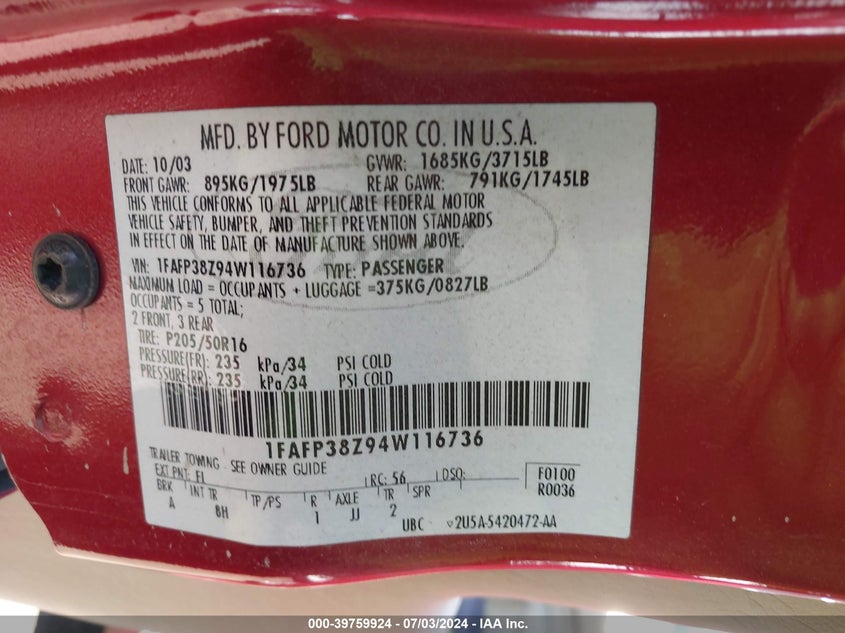 MFD. BY FORD MOTOR CO. IN U.S.A.
DATE: 10/03 GVWR: 1685KG/3715LB
FRONT GAWR: 895KG/1975LB REAR GAWR: 791KG/1745LB
THIS VEHICLE CONFORMS TO ALL APPLICABLE FEDERAL MOTOR
VEHICLE SAFETY, BUMPER, AND THEFT PREVENTION STANDARDS
IN EFFECT ON THE DATE OF MANUFACTURE SHOWN ABOVE.
VIN: 1FAFP38Z94W116736 TYPE: PASSENGER
MAXIMUM LOAD = OCCUPANTS + LUGGAGE =375KG/0827LB
OCCUPANTS = 5 TOTAL;
2 FRONT, 3 REAR
TIRE: P205/50R16
PRESSURE(FR): 235 kPa/34 PSI COLD
PRESSURE(RR): 235 kPa/34 PSI COLD
1FAFP38Z94W116736
TRAILER TOWING - SEE OWNER GUIDE
EXT PNT: FL RC: 56 DSO: F0100
BRK INT TR TP/PS R AXLE TR SPR R0036
A BH 1 JJ 2
UBC ▽2U5A-5420472-AA
000-39759924 - 07/03/2024 - IAA Inc.